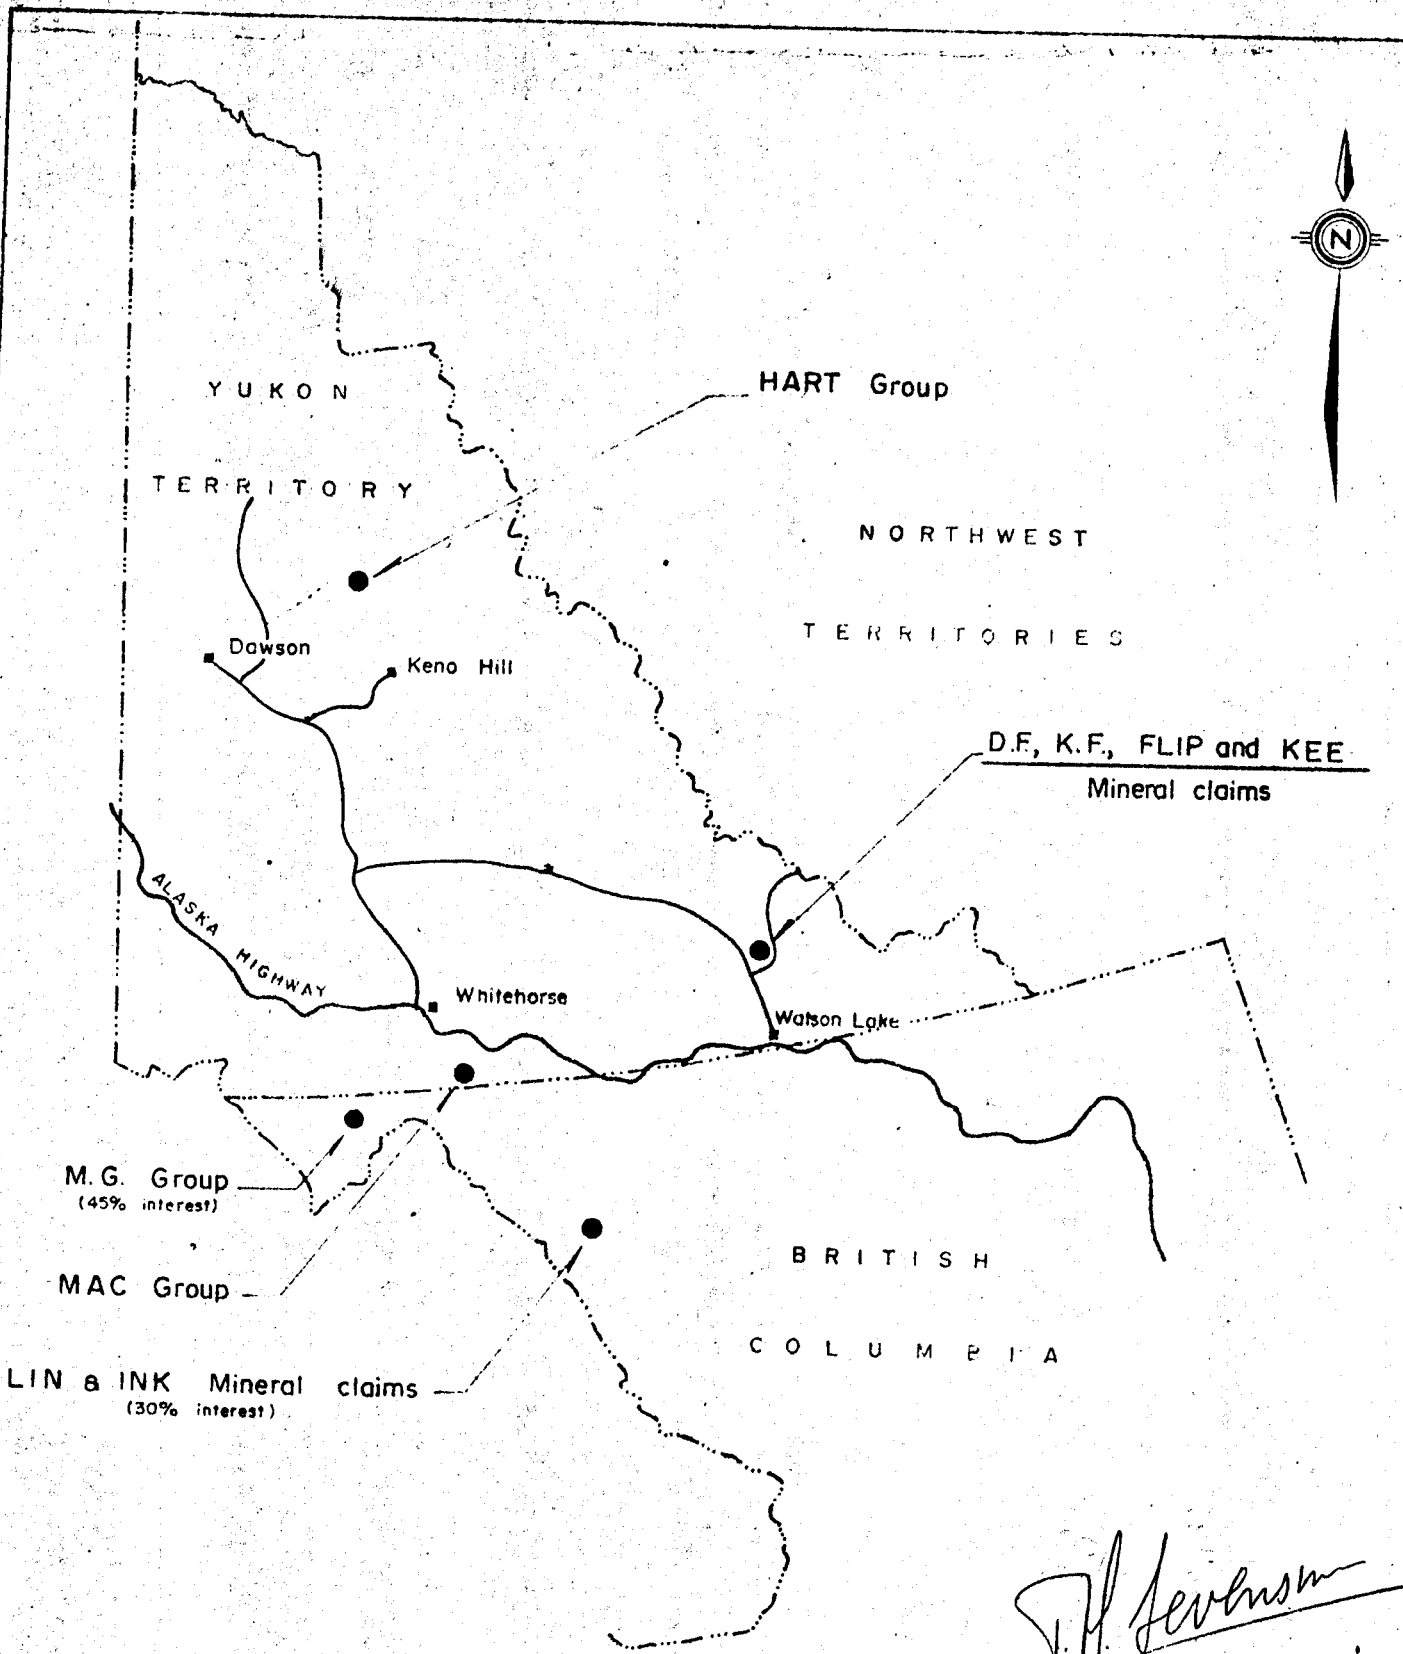 N
HART Group
YUKON
TERRITORY
NORTHWEST
TERRITORIES
Dawson
Keno Hill
D.F., K.F., FLIP and KEE
Mineral claims
ALASKA HIGHWAY
Whitehorse
Watson Lake
M.G. Group
(45% interest)
MAC Group
BRITISH
COLUMBIA
LIN & INK Mineral claims
(30% interest)